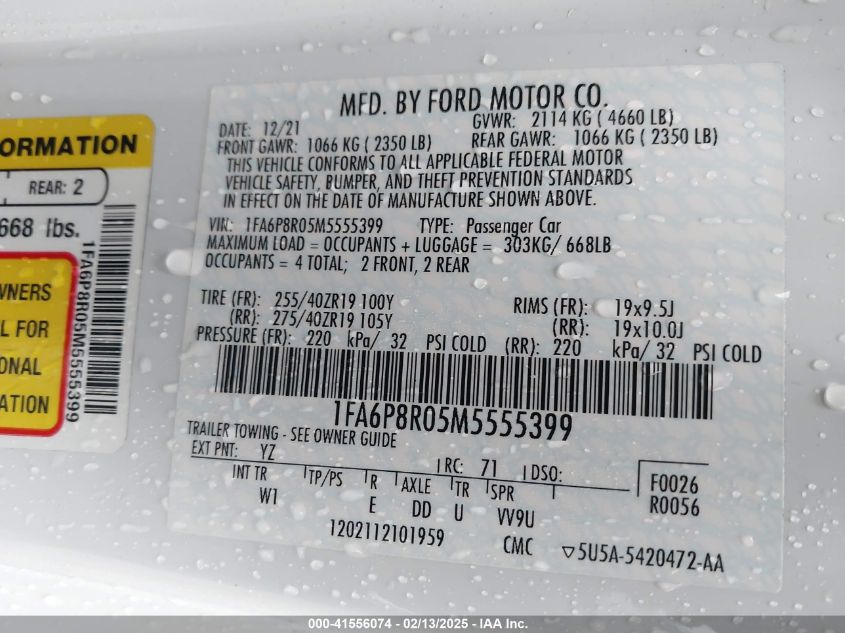 ORMATION
REAR: 2
668 lbs.
WNERS
L FOR
ONAL
ATION
1FA6P8R05M5555399
MFD. BY FORD MOTOR CO.
DATE: 12/21 GVWR: 2114 KG ( 4660 LB)
FRONT GAWR: 1066 KG ( 2350 LB) REAR GAWR: 1066 KG ( 2350 LB)
THIS VEHICLE CONFORMS TO ALL APPLICABLE FEDERAL MOTOR
VEHICLE SAFETY, BUMPER, AND THEFT PREVENTION STANDARDS
IN EFFECT ON THE DATE OF MANUFACTURE SHOWN ABOVE.
VIN: 1FA6P8R05M5555399 TYPE: Passenger Car
MAXIMUM LOAD = OCCUPANTS + LUGGAGE = 303KG/ 668LB
OCCUPANTS = 4 TOTAL; 2 FRONT, 2 REAR
TIRE (FR): 255/40ZR19 100Y RIMS (FR): 19x9.5J
(RR): 275/40ZR19 105Y (RR): 19x10.0J
PRESSURE (FR): 220 kPa/ 32 PSI COLD (RR): 220 kPa/ 32 PSI COLD
1FA6P8R05M5555399
TRAILER TOWING - SEE OWNER GUIDE
EXT PNT: YZ RC: 71 DSO: F0026
INT TR TP/PS R AXLE TR SPR R0056
W1 E DD U VV9U
1202112101959 CMC ▽5U5A-5420472-AA
000-41556074 - 02/13/2025 - IAA Inc.